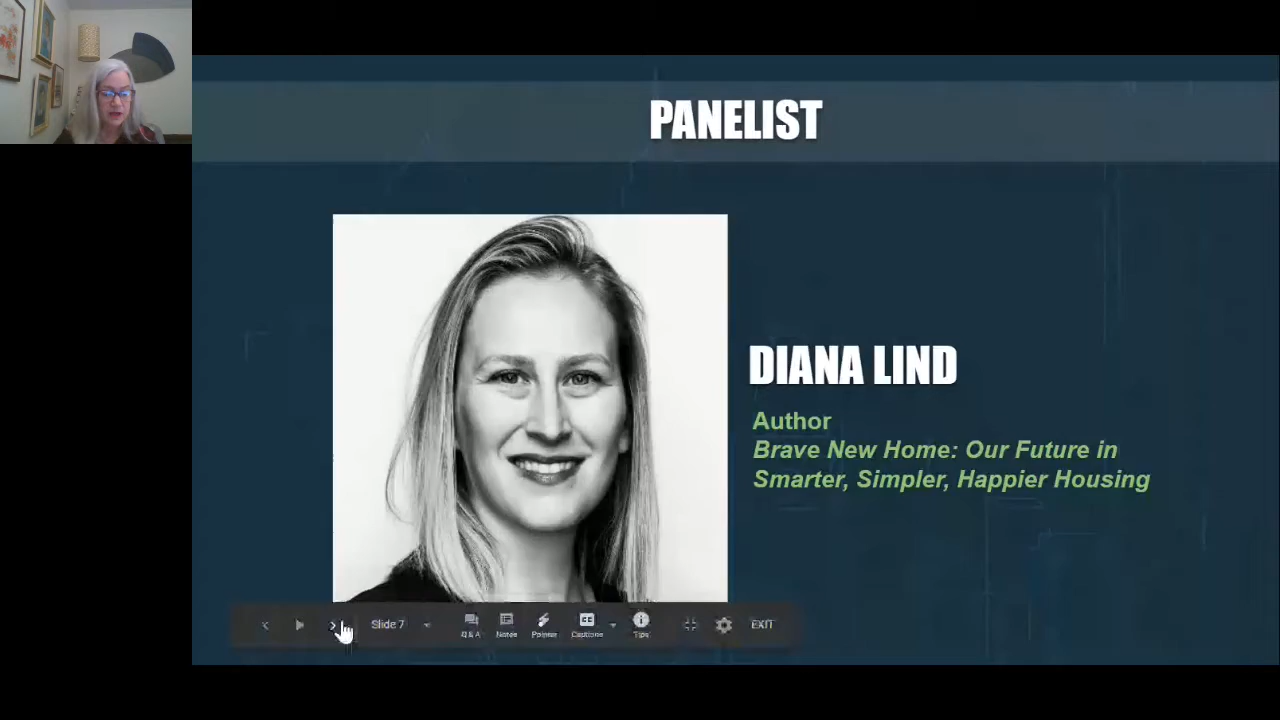 PANELIST
DIANA LIND
Author
Brave New Home: Our Future in
Smarter, Simpler, Happier Housing
Slide 7
Q & A
Notes
Pointer
Captions
Tips
EXIT